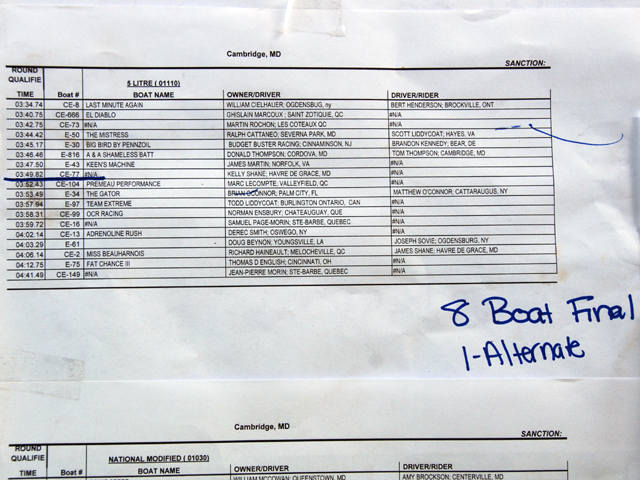 Cambridge, MD
SANCTION:
ROUND
QUALIFIE
5 LITRE ( 01110)
TIME Boat # BOAT NAME OWNER/DRIVER DRIVER/RIDER
03:34.74 CE-8 LAST MINUTE AGAIN WILLIAM CIELHAUER; OGDENSBUG, ny BERT HENDERSON; BROCKVILLE, ONT
03:40.75 CE-666 EL DIABLO GHISLAIN MARCOUX ; SAINT ZOTIQUE, QC #N/A
03:42.75 CE-73 #N/A MARTIN ROCHON; LES COTEAUX QC #N/A
03:44.42 E-50 THE MISTRESS RALPH CATTANEO; SEVERNA PARK, MD SCOTT LIDDYCOAT; HAYES, VA
03:45.17 E-30 BIG BIRD BY PENNZOIL BUDGET BUSTER RACING; CINNAMINSON, NJ BRANDON KENNEDY; BEAR, DE
03:46.46 E-816 A & A SHAMELESS BATT DONALD THOMPSON; CORDOVA, MD TOM THOMPSON; CAMBRIDGE, MD
03:47.50 E-43 KEEN'S MACHINE JAMES MARTIN; NORFOLK, VA #N/A
03:49.82 CE-77 #N/A KELLY SHANE; HAVRE DE GRACE, MD #N/A
03:52.43 CE-104 PREMEAU PERFORMANCE MARC LECOMPTE; VALLEYFIELD, QC #N/A
03:53.49 E-34 THE GATOR BRIAN OCONNOR; PALM CITY, FL MATTHEW O'CONNOR; CATTARAUGUS, NY
03:57.94 E-97 TEAM EXTREME TODD LIDDYCOAT; BURLINGTON ONTARIO, CAN #N/A
03:58.31 CE-99 OCR RACING NORMAN ENSBURY; CHATEAUGUAY, QUE #N/A
03:59.72 CE-16 #N/A SAMUEL PAGE-MORIN; STE-BARBE, QUEBEC #N/A
04:02.14 CE-13 ADRENOLINE RUSH DEREC SMITH; OSWEGO, NY #N/A
04:03.29 E-61 DOUG BEYNON; YOUNGSVILLE, LA JOSEPH SOVIE; OGDENSBURG, NY
04:06.14 CE-2 MISS BEAUHARNOIS RICHARD HAINEAULT; MELOCHEVILLE, QC JAMES SHANE; HAVRE DE GRACE, MD
04:12.75 E-75 FAT CHANCE III THOMAS D ENGLISH; CINCINNATI, OH #N/A
04:41.49 CE-149 #N/A JEAN-PIERRE MORIN; STE-BARBE, QUEBEC #N/A
8 Boat Final
1-Alternate
Cambridge, MD
SANCTION:
ROUND
QUALIFIE
NATIONAL MODIFIED ( 01030)
TIME Boat # BOAT NAME OWNER/DRIVER DRIVER/RIDER
WILLIAM MCCOWAN; QUEENSTOWN, MD AMY BROCKSON; CENTERVILLE, MD